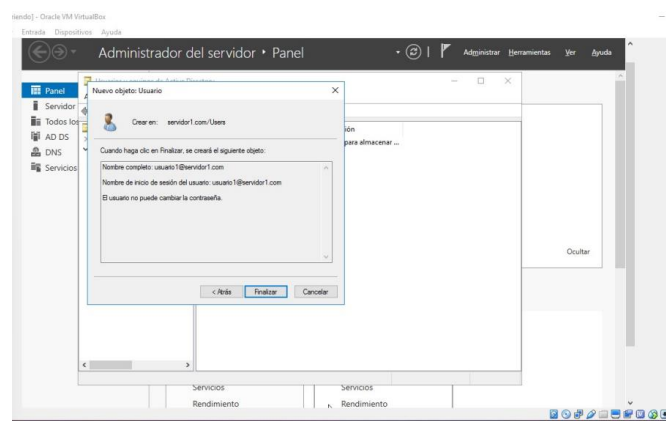 riendo] - Oracle VM VirtualBox
Entrada Dispositivos Ayuda
Administrador del servidor Panel
Administrar Herramientas Ver Ayuda
Panel
Servidor
Todos los
AD DS
DNS
Servicios
Nuevo objeto: Usuario
Crear en: servidor1.com/Users
Cuando haga clic en Finalizar, se creará el siguiente objeto:
Nombre completo: usuario1@servidor1.com
Nombre de inicio de sesión del usuario: usuario1@servidor1.com
El usuario no puede cambiar la contraseña.
< Atrás Finalizar Cancelar
ión
para almacenar ...
Ocultar
Servicios Servicios
Rendimiento Rendimiento